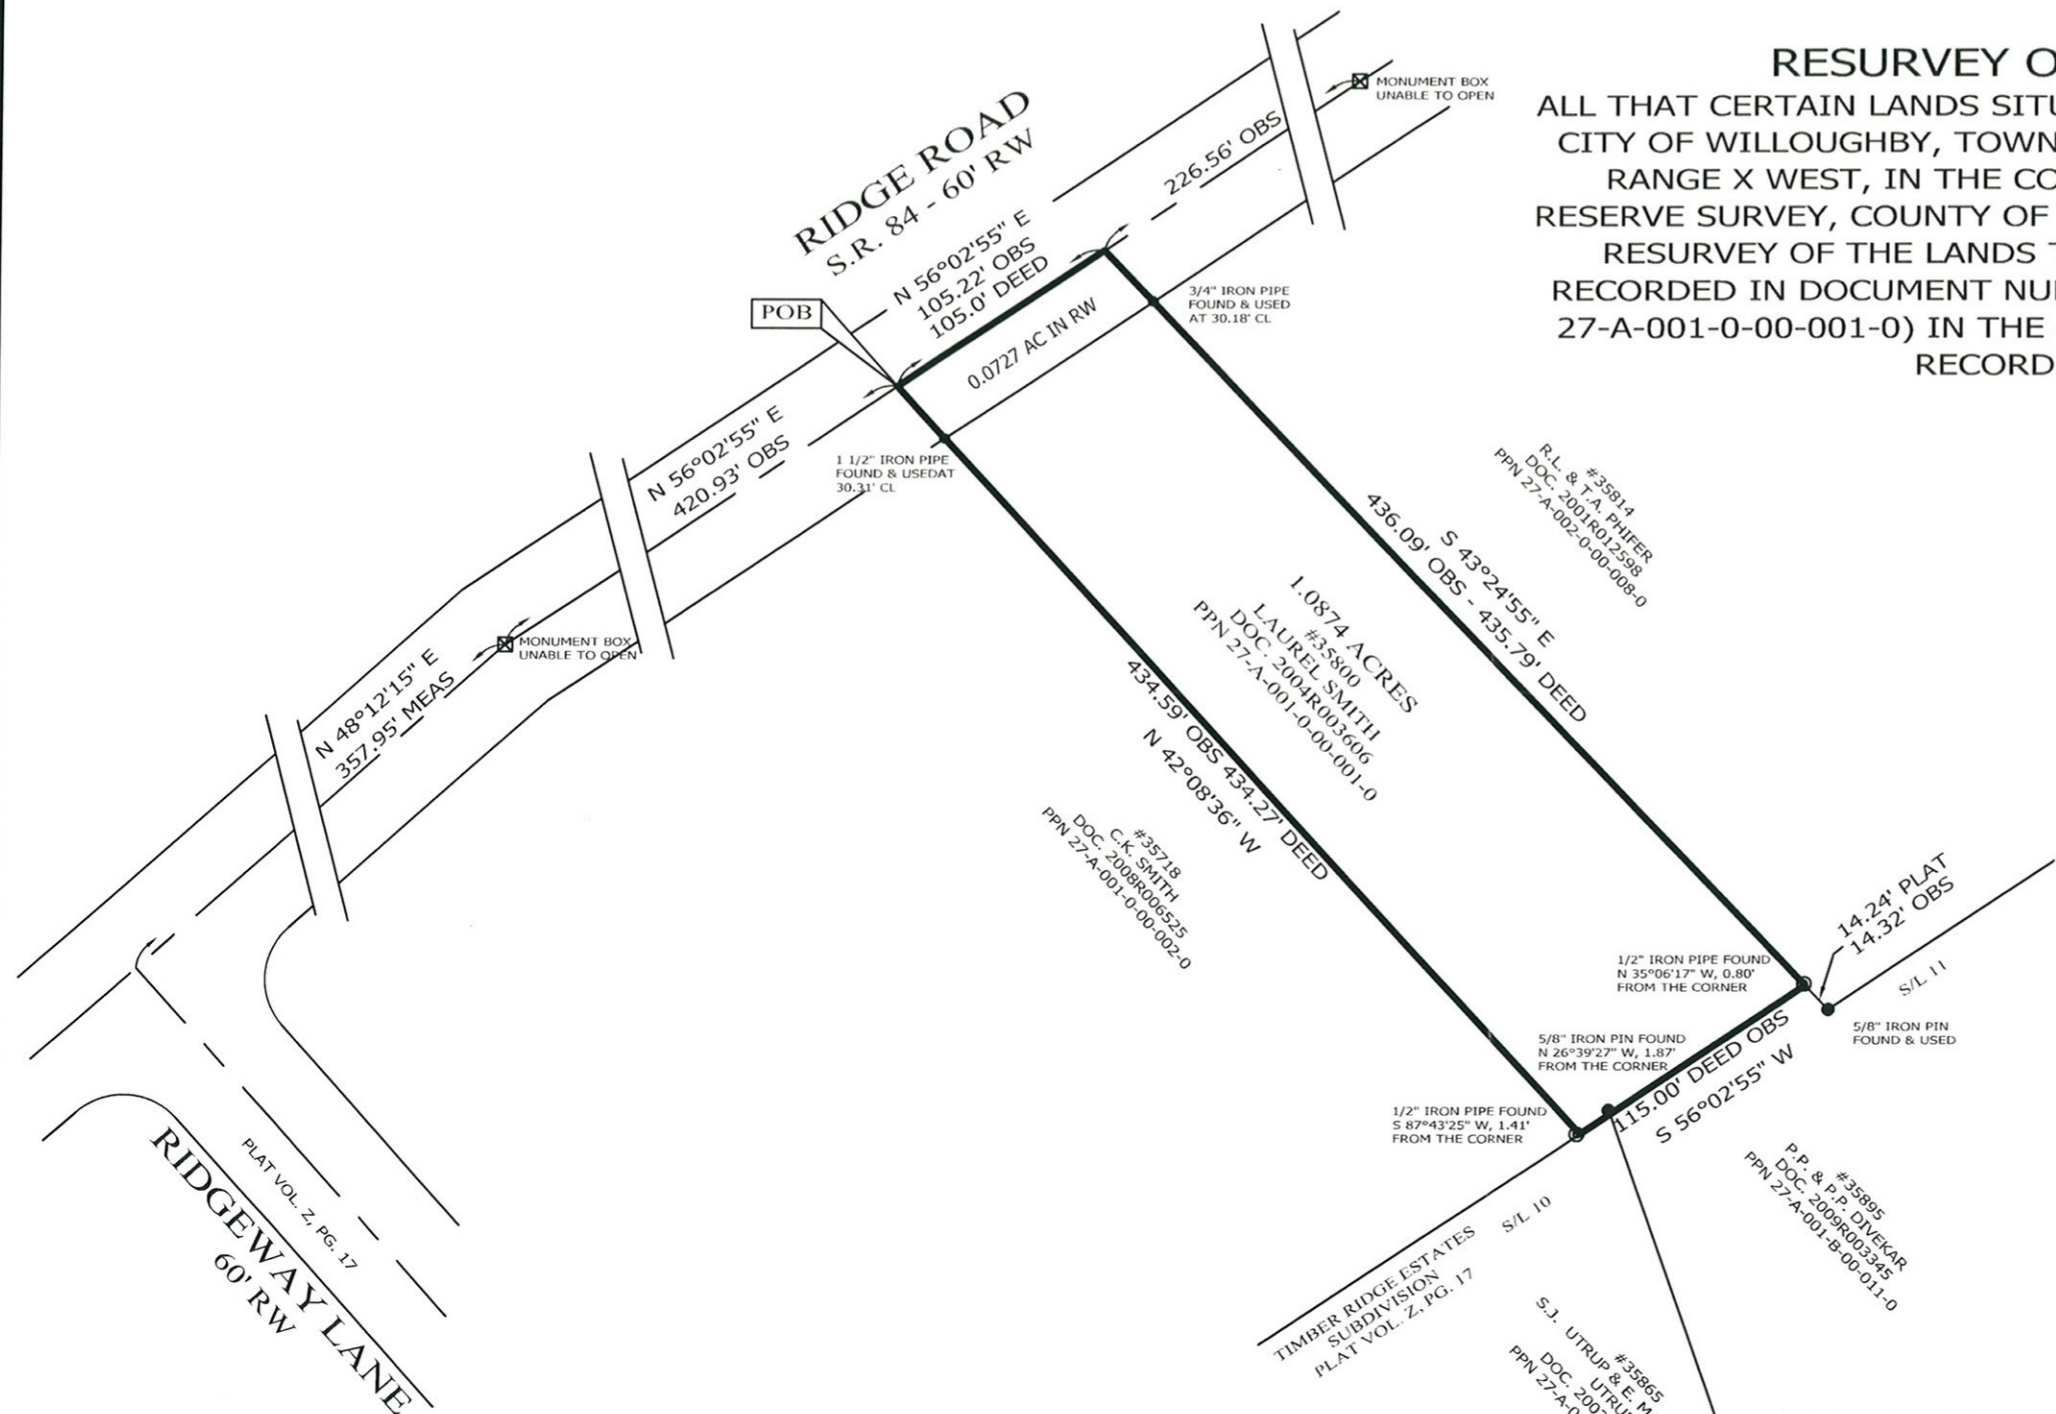 RESURVEY O
ALL THAT CERTAIN LANDS SITU
CITY OF WILLOUGHBY, TOWN
RANGE X WEST, IN THE CO
RESERVE SURVEY, COUNTY OF
RESURVEY OF THE LANDS T
RECORDED IN DOCUMENT NU
27-A-001-0-00-001-0) IN THE
RECORD
MONUMENT BOX
UNABLE TO OPEN
226.56' OBS
RIDGE ROAD
S.R. 84 - 60' RW
N 56°02'55" E
105.22' OBS
105.0' DEED
POB
0.0727 AC IN RW
3/4" IRON PIPE
FOUND & USED
AT 30.18' CL
N 56°02'55" E
420.93' OBS
1 1/2" IRON PIPE
FOUND & USEDAT
30.31' CL
#35814
R.L. & T.A. PHIFER
DOC. 2001R012598
PPN 27-A-002-0-00-008-0
S 43°24'55" E
436.09' OBS - 435.79' DEED
1.0874 ACRES
#35800
LAUREL SMITH
DOC. 2004R003606
PPN 27-A-001-0-00-001-0
MONUMENT BOX
UNABLE TO OPEN
N 48°12'15" E
357.95' MEAS
434.59' OBS 434.27' DEED
N 42°08'36" W
#35718
C.K. SMITH
DOC. 2008R006525
PPN 27-A-001-0-00-002-0
14.24' PLAT
14.32' OBS
1/2" IRON PIPE FOUND
N 35°06'17" W, 0.80'
FROM THE CORNER
S/L 11
5/8" IRON PIN
FOUND & USED
5/8" IRON PIN FOUND
N 26°39'27" W, 1.87'
FROM THE CORNER
115.00' DEED OBS
S 56°02'55" W
1/2" IRON PIPE FOUND
S 87°43'25" W, 1.41'
FROM THE CORNER
RIDGEWAY LANE
60' RW
PLAT VOL. Z, PG. 17
S/L 10
TIMBER RIDGE ESTATES
SUBDIVISION
PLAT VOL. Z, PG. 17
#35895
P.P. & P.P. DIVEKAR
DOC. 2009R003345
PPN 27-A-001-B-00-011-0
#35865
S.J. UTRUP & E. M
UTRU
DOC. 200
PPN 27-A-0